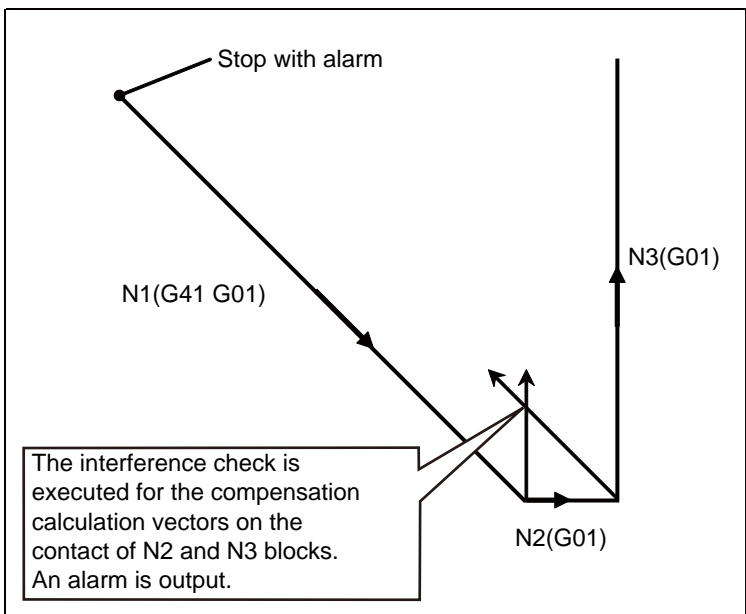 Stop with alarm
N3(G01)
N1(G41 G01)
The interference check is
executed for the compensation
calculation vectors on the
contact of N2 and N3 blocks.
An alarm is output.
N2(G01)